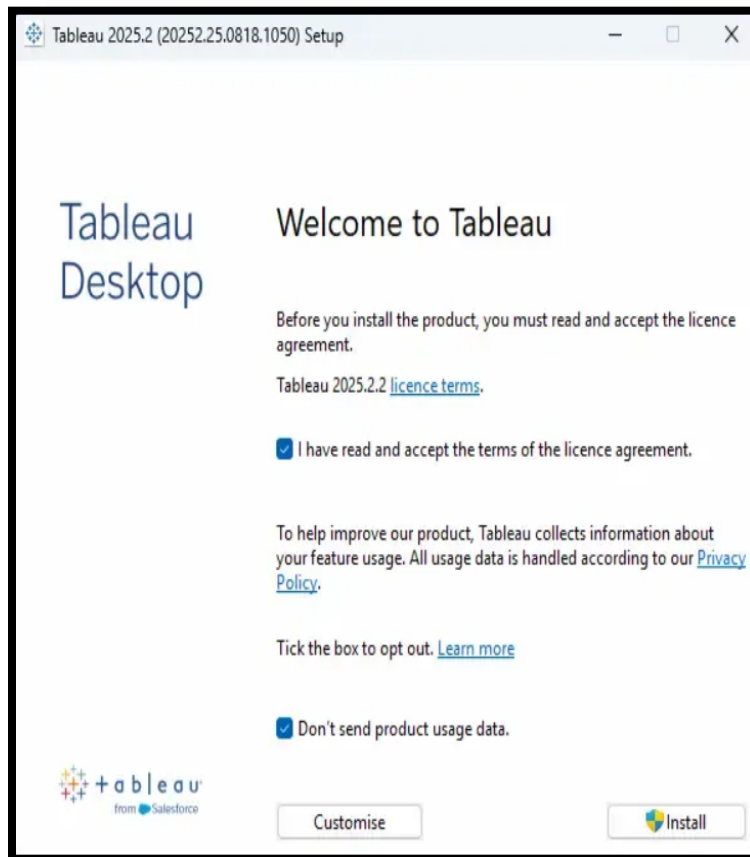 Tableau 2025.2 (20252.25.0818.1050) Setup
Tableau
Desktop
Welcome to Tableau
Before you install the product, you must read and accept the licence
agreement.
Tableau 2025.2.2 licence terms.
I have read and accept the terms of the licence agreement.
To help improve our product, Tableau collects information about
your feature usage. All usage data is handled according to our Privacy
Policy.
Tick the box to opt out. Learn more
Don't send product usage data.
+ableau
from Salesforce
Customise
Install